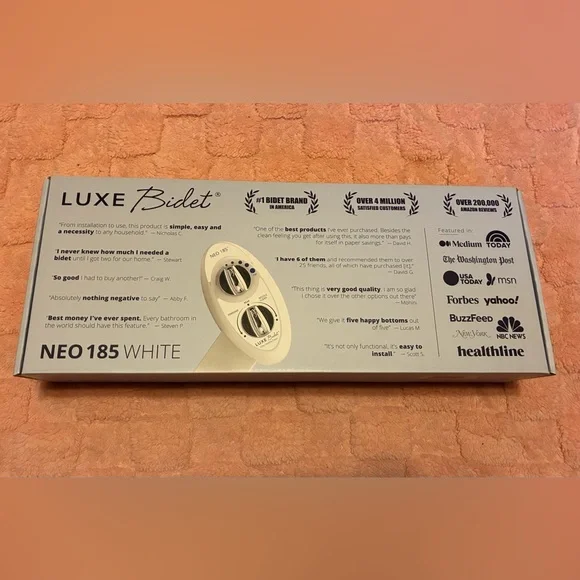 LUXE Bidet®
#1 BIDET BRAND
IN AMERICA
OVER 4 MILLION
SATISFIED CUSTOMERS
OVER 200,000
AMAZON REVIEWS
"From installation to use, this product is simple, easy and
a necessity to any household." — Nicholas C.
"I never knew how much I needed a
bidet until I got two for our home." — Stewart
"So good I had to buy another!" — Craig W.
"Absolutely nothing negative to say" — Abby F.
"Best money I've ever spent. Every bathroom in
the world should have this feature." — Steven P.
NEO 185 WHITE
"One of the best products I've ever purchased. Besides the
clean feeling you get after using this, it also more than pays
for itself in paper savings." — David H.
"I have 6 of them and recommended them to over
25 friends, all of which have purchased it!" —
David G.
"This thing is very good quality. I am so glad
I chose it over the other options out there" —
"We give it five happy bottoms out
of five" — Lucas M.
"It's not only functional, it's easy to
install" — Scott S.
NEO 185
LUXE Bidet
Featured in:
Medium
TODAY
The Washington Post
USA
TODAY
msn
Forbes
yahoo!
BuzzFeed
New York
NBC NEWS
healthline